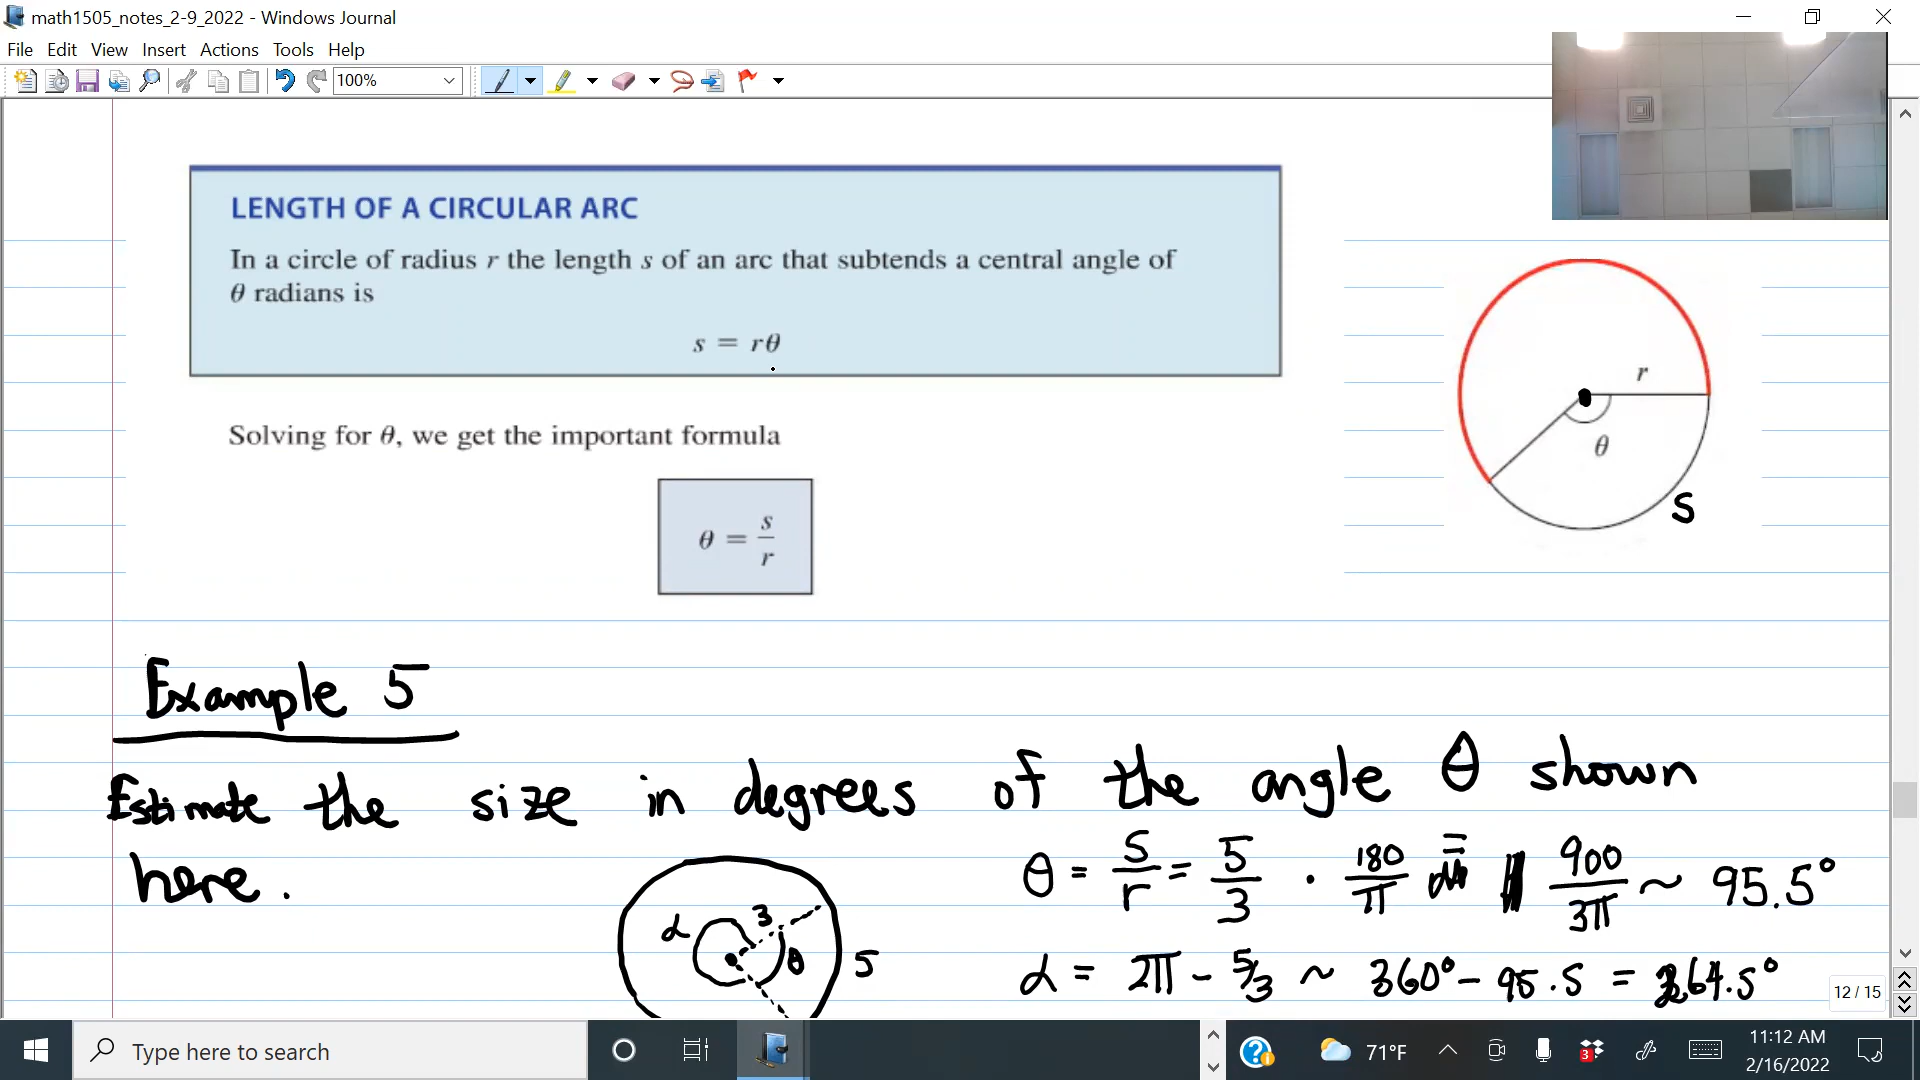 math1505_notes_2-9_2022 - Windows Journal
File Edit View Insert Actions Tools Help
100%
LENGTH OF A CIRCULAR ARC
In a circle of radius r the length s of an arc that subtends a central angle of
θ radians is
s = rθ
Solving for θ, we get the important formula
θ = s/r
r
θ
S
Example 5
Estimate the size in degrees of the angle θ shown
here.
θ = s/r = 5/3 · 180/π = 900/3π ~ 95.5°
α 3 θ 5
α = 2π - 5/3 ~ 360° - 95.5 = 264.5°
12 / 15
Type here to search
71°F
3
11:12 AM
2/16/2022